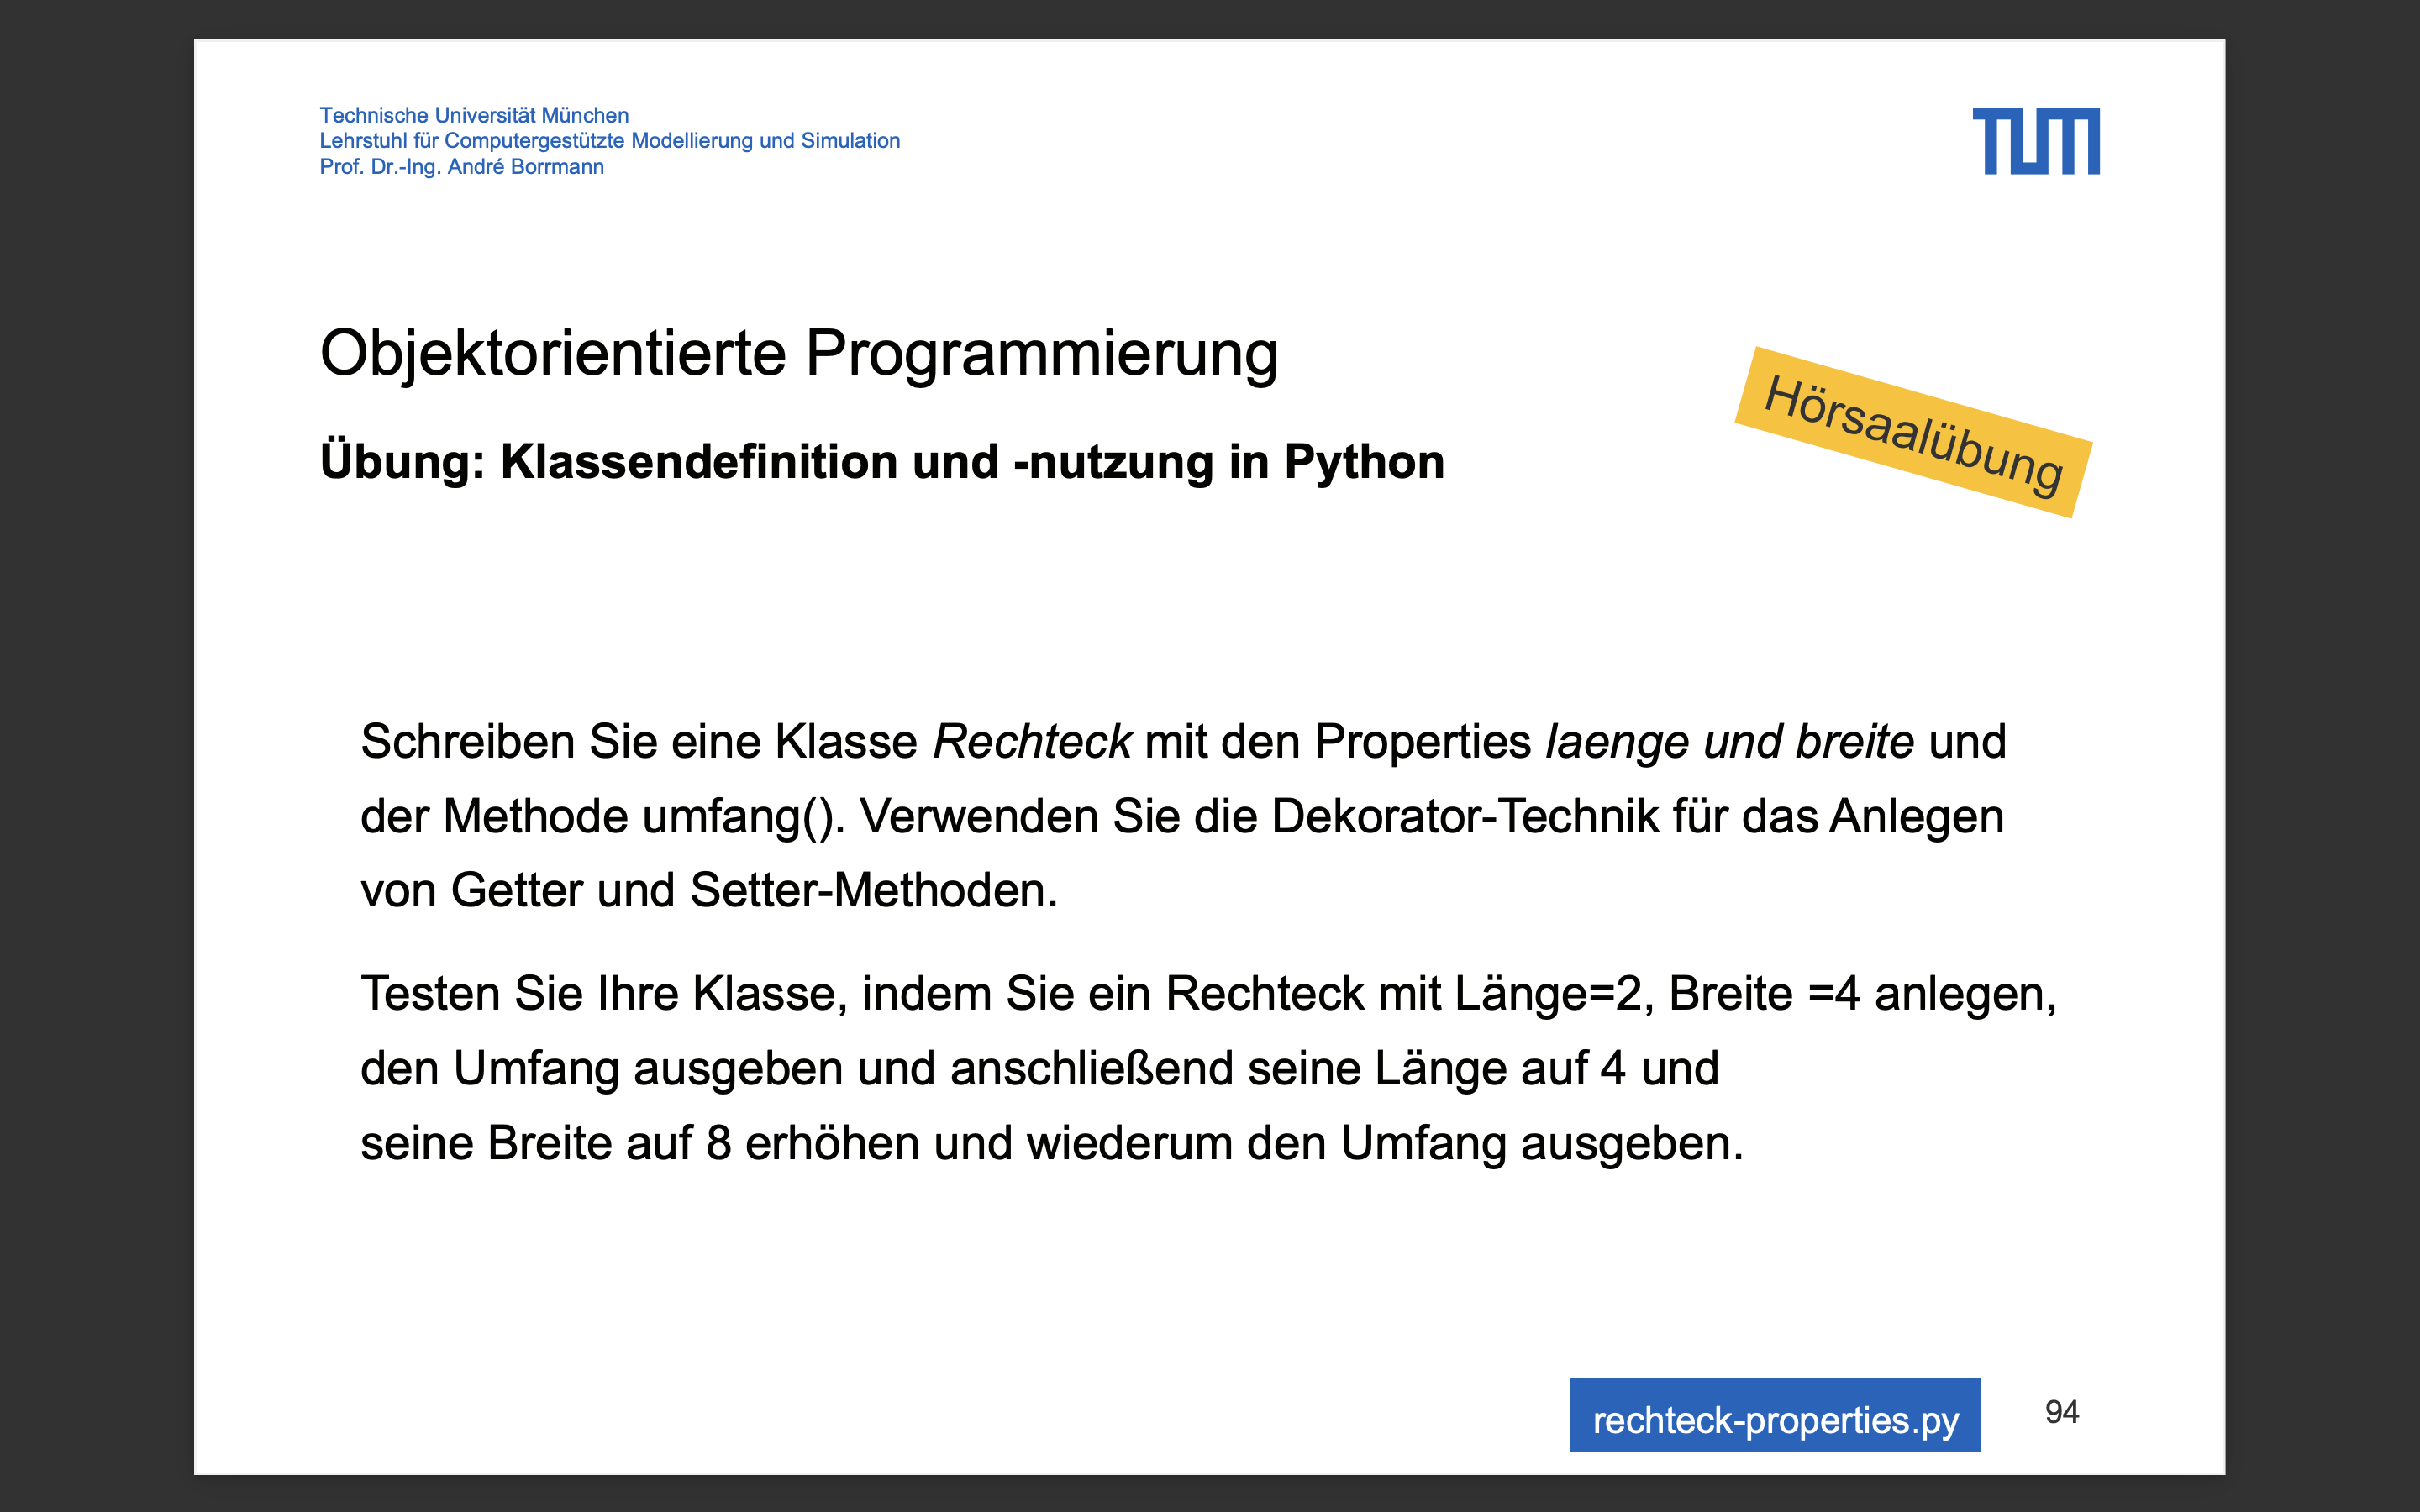 Technische Universität München
Lehrstuhl für Computergestützte Modellierung und Simulation
Prof. Dr.-Ing. André Borrmann
TUM
Objektorientierte Programmierung
Hörsaalübung
Übung: Klassendefinition und -nutzung in Python
Schreiben Sie eine Klasse Rechteck mit den Properties laenge und breite und
der Methode umfang(). Verwenden Sie die Dekorator-Technik für das Anlegen
von Getter und Setter-Methoden.
Testen Sie Ihre Klasse, indem Sie ein Rechteck mit Länge=2, Breite =4 anlegen,
den Umfang ausgeben und anschließend seine Länge auf 4 und
seine Breite auf 8 erhöhen und wiederum den Umfang ausgeben.
rechteck-properties.py
94